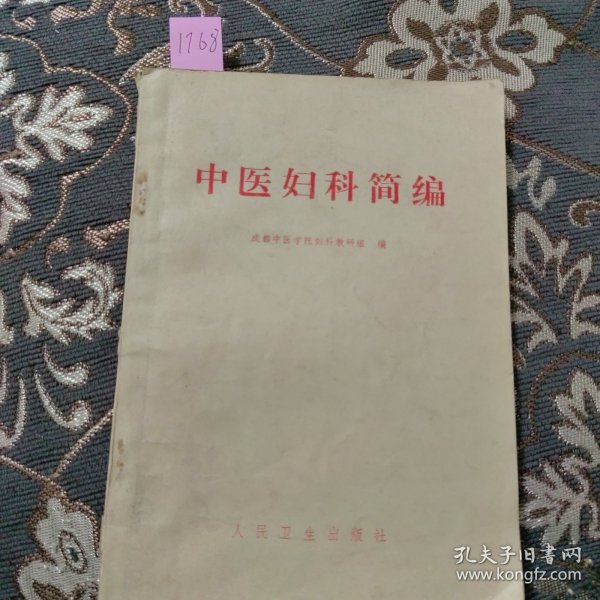 1768
中医妇科简编
成都中医学院妇科教研组 编
人民卫生出版社
孔夫子旧书网
www.kongfz.com